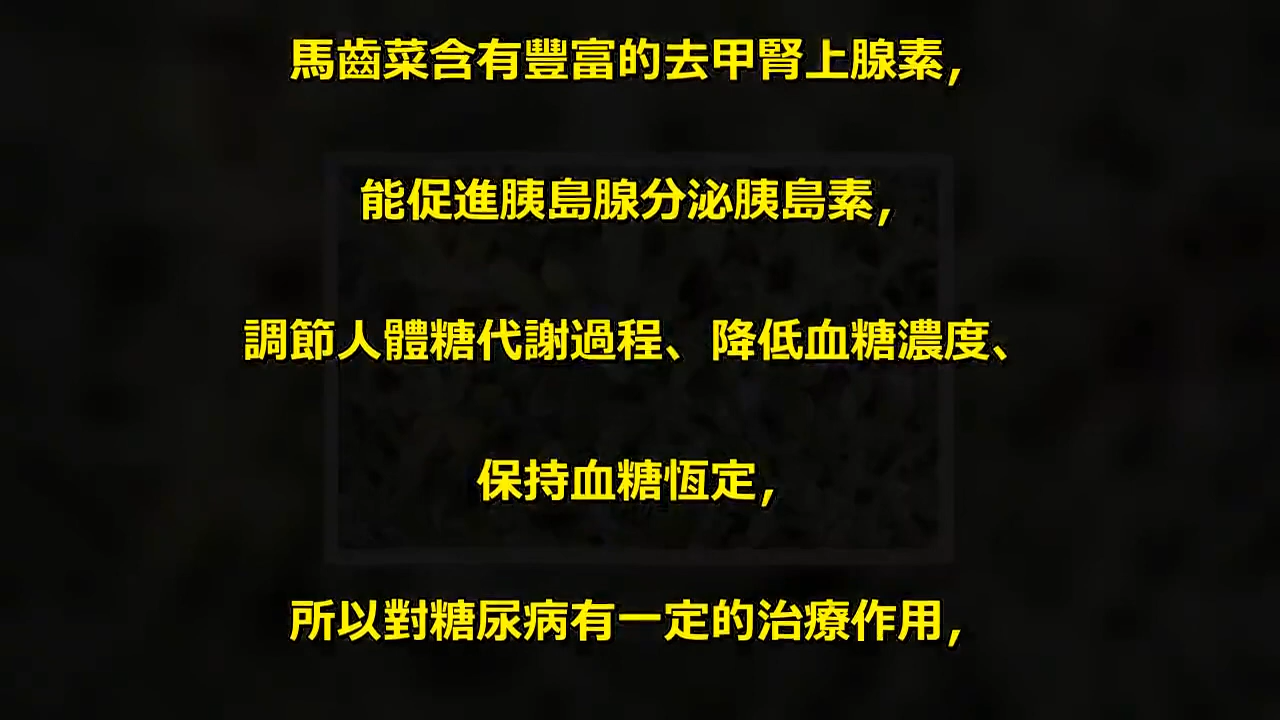 馬齒菜含有豐富的去甲腎上腺素，
能促進胰島腺分泌胰島素，
調節人體糖代謝過程、降低血糖濃度、
保持血糖恆定，
所以對糖尿病有一定的治療作用，